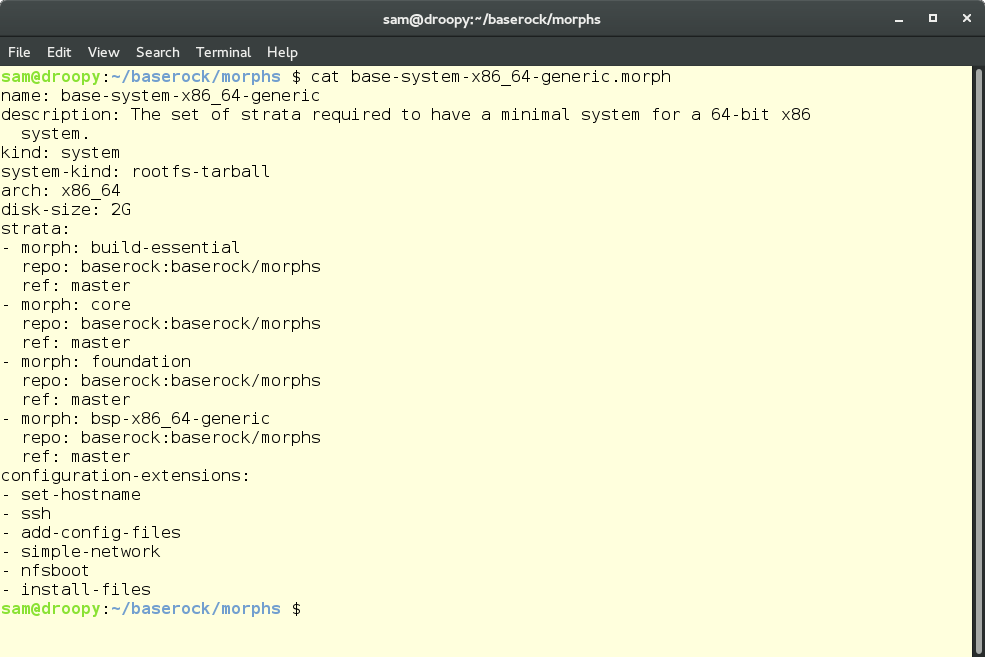 sam@droopy:~/baserock/morphs
File Edit View Search Terminal Help
sam@droopy:~/baserock/morphs $ cat base-system-x86_64-generic.morph
name: base-system-x86_64-generic
description: The set of strata required to have a minimal system for a 64-bit x86
  system.
kind: system
system-kind: rootfs-tarball
arch: x86_64
disk-size: 2G
strata:
- morph: build-essential
  repo: baserock:baserock/morphs
  ref: master
- morph: core
  repo: baserock:baserock/morphs
  ref: master
- morph: foundation
  repo: baserock:baserock/morphs
  ref: master
- morph: bsp-x86_64-generic
  repo: baserock:baserock/morphs
  ref: master
configuration-extensions:
- set-hostname
- ssh
- add-config-files
- simple-network
- nfsboot
- install-files
sam@droopy:~/baserock/morphs $